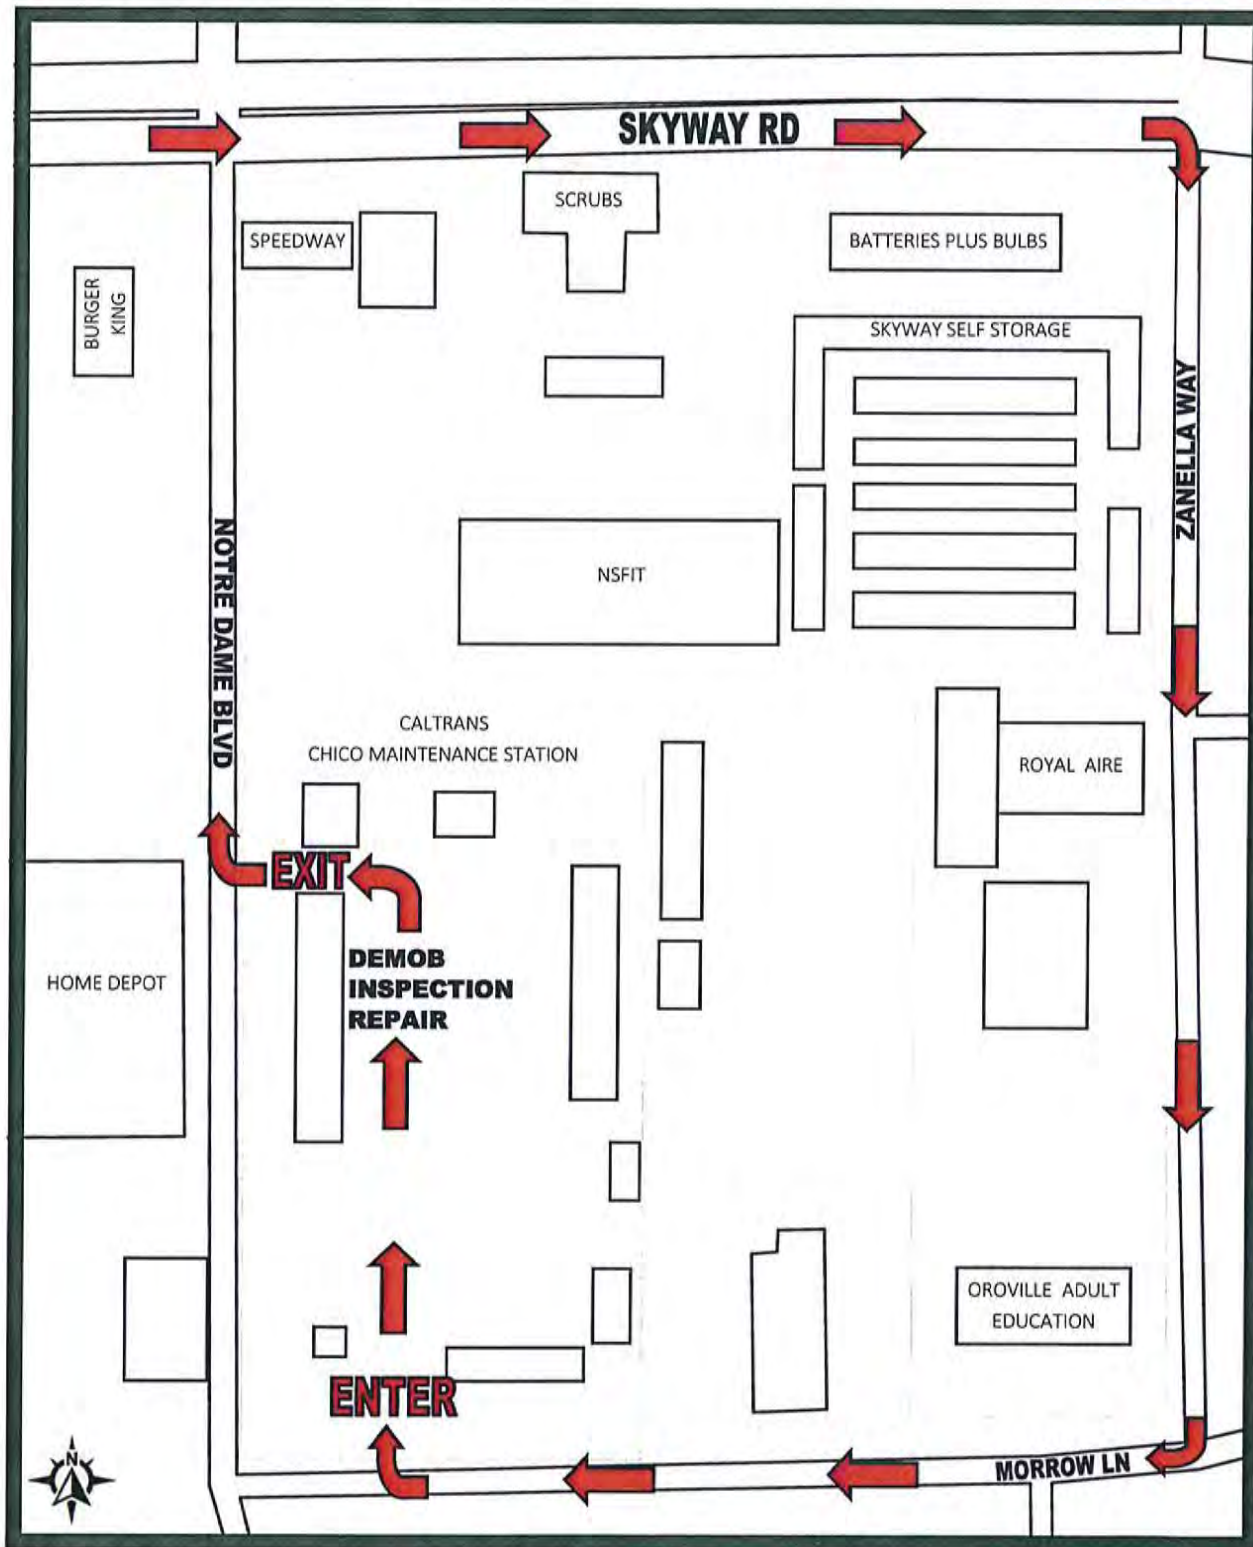 SKYWAY RD
SCRUBS
SPEEDWAY
BATTERIES PLUS BULBS
BURGER
KING
SKYWAY SELF STORAGE
ZANELLA WAY
NOTRE DAME BLVD
NSFIT
CALTRANS
CHICO MAINTENANCE STATION
ROYAL AIRE
EXIT
HOME DEPOT
DEMOB
INSPECTION
REPAIR
OROVILLE ADULT
EDUCATION
ENTER
MORROW LN
N